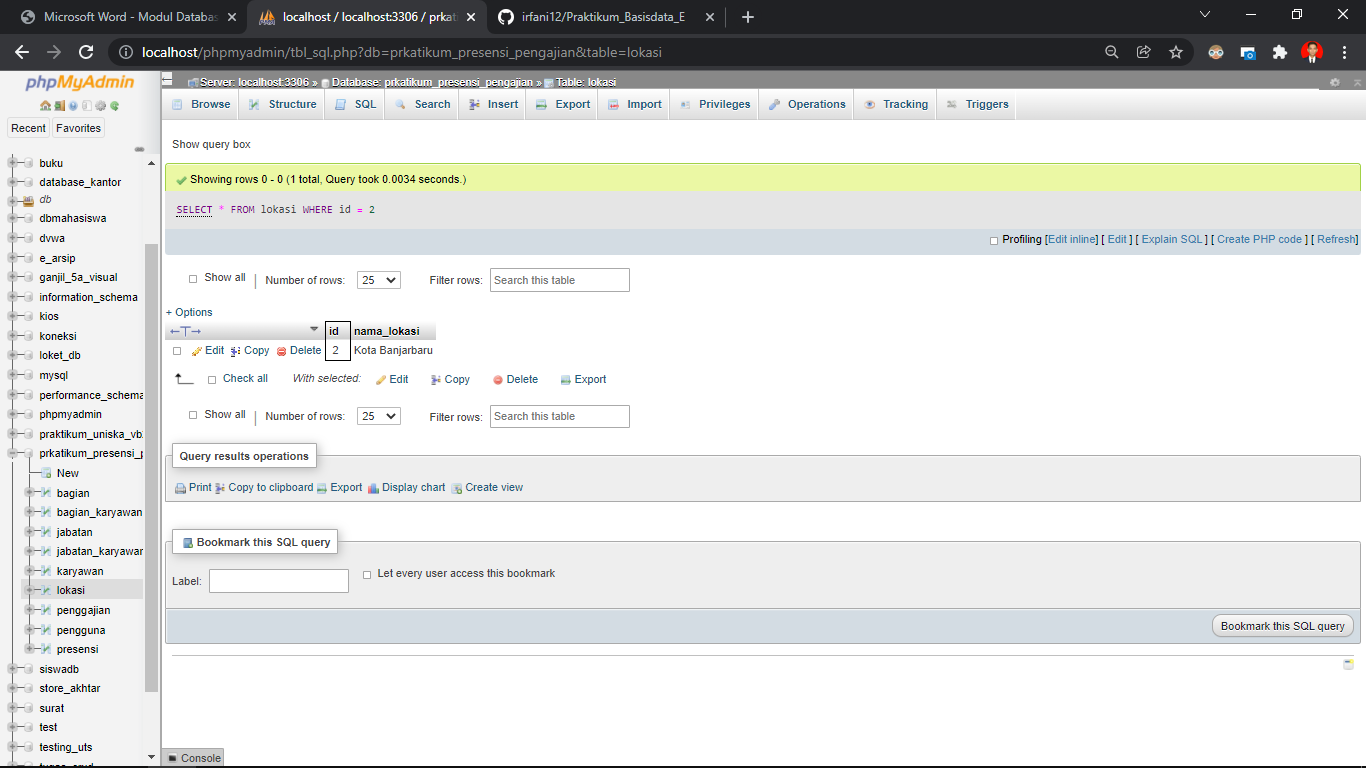 Microsoft Word - Modul Databas
localhost / localhost:3306 / prkat
irfani12/Praktikum_Basisdata_E
localhost/phpmyadmin/tbl_sql.php?db=prkatikum_presensi_pengajian&table=lokasi
phpMyAdmin
Recent Favorites
buku
database_kantor
db
dbmahasiswa
dvwa
e_arsip
ganjil_5a_visual
information_schema
kios
koneksi
loket_db
mysql
performance_schema
phpmyadmin
praktikum_uniska_vb
prkatikum_presensi_p
New
bagian
bagian_karyawan
jabatan
jabatan_karyawan
karyawan
lokasi
penggajian
pengguna
presensi
siswadb
store_akhtar
surat
test
testing_uts
Server: localhost:3306 » Database: prkatikum_presensi_pengajian » Table: lokasi
Browse Structure SQL Search Insert Export Import Privileges Operations Tracking Triggers
Show query box
Showing rows 0 - 0 (1 total, Query took 0.0034 seconds.)
SELECT * FROM lokasi WHERE id = 2
Profiling [Edit inline] [ Edit ] [ Explain SQL ] [ Create PHP code ] [ Refresh]
Show all | Number of rows: 25 Filter rows: Search this table
+ Options
←T→ id nama_lokasi
Edit Copy Delete 2 Kota Banjarbaru
Check all With selected: Edit Copy Delete Export
Show all | Number of rows: 25 Filter rows: Search this table
Query results operations
Print Copy to clipboard Export Display chart Create view
Bookmark this SQL query
Label: Let every user access this bookmark
Bookmark this SQL query
Console